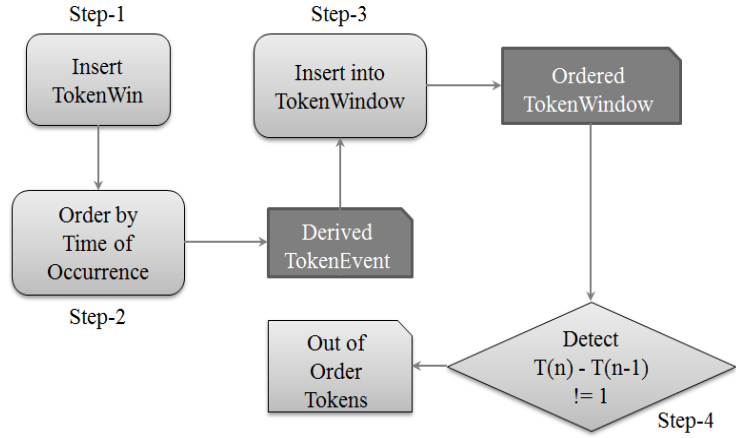 Step-1
Insert
TokenWin
Order by
Time of
Occurrence
Step-2
Derived
TokenEvent
Step-3
Insert into
TokenWindow
Ordered
TokenWindow
Detect
T(n) - T(n-1)
!= 1
Step-4
Out of
Order
Tokens